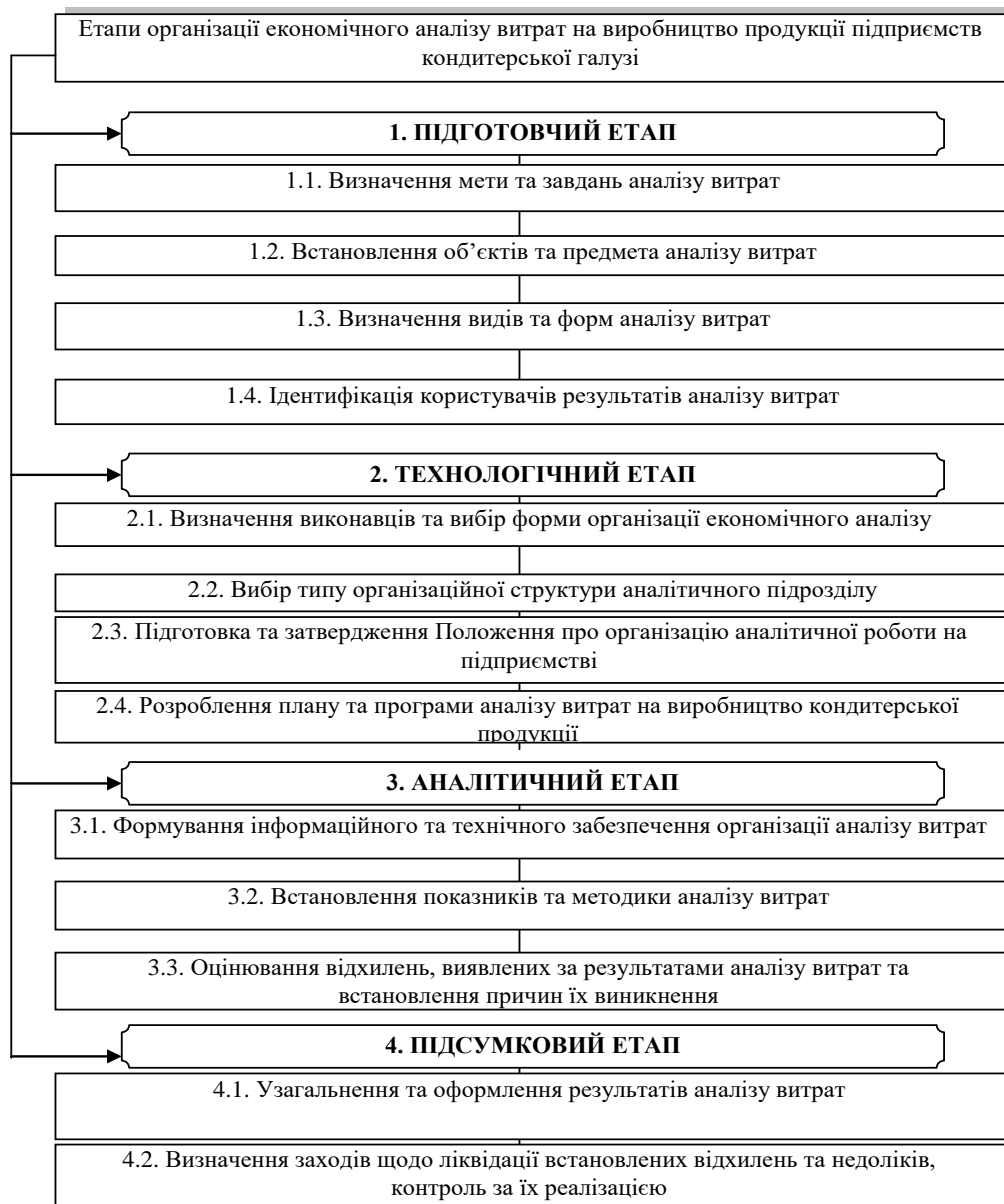 Етапи організації економічного аналізу витрат на виробництво продукції підприємств
кондитерської галузі
1. ПІДГОТОВЧИЙ ЕТАП
1.1. Визначення мети та завдань аналізу витрат
1.2. Встановлення об’єктів та предмета аналізу витрат
1.3. Визначення видів та форм аналізу витрат
1.4. Ідентифікація користувачів результатів аналізу витрат
2. ТЕХНОЛОГІЧНИЙ ЕТАП
2.1. Визначення виконавців та вибір форми організації економічного аналізу
2.2. Вибір типу організаційної структури аналітичного підрозділу
2.3. Підготовка та затвердження Положення про організацію аналітичної роботи на
підприємстві
2.4. Розроблення плану та програми аналізу витрат на виробництво кондитерської
продукції
3. АНАЛІТИЧНИЙ ЕТАП
3.1. Формування інформаційного та технічного забезпечення організації аналізу витрат
3.2. Встановлення показників та методики аналізу витрат
3.3. Оцінювання відхилень, виявлених за результатами аналізу витрат та
встановлення причин їх виникнення
4. ПІДСУМКОВИЙ ЕТАП
4.1. Узагальнення та оформлення результатів аналізу витрат
4.2. Визначення заходів щодо ліквідації встановлених відхилень та недоліків,
контроль за їх реалізацією